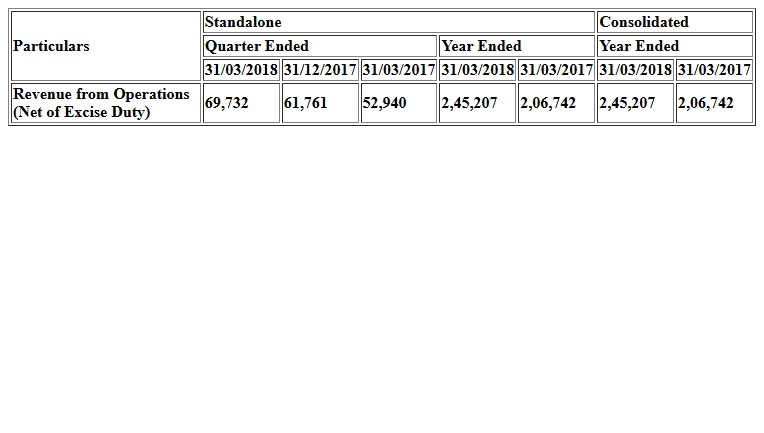 Particulars
Standalone
Consolidated
Quarter Ended
Year Ended
Year Ended
31/03/2018 31/12/2017 31/03/2017 31/03/2018 31/03/2017 31/03/2018 31/03/2017
Revenue from Operations
(Net of Excise Duty)
69,732 61,761 52,940 2,45,207 2,06,742 2,45,207 2,06,742